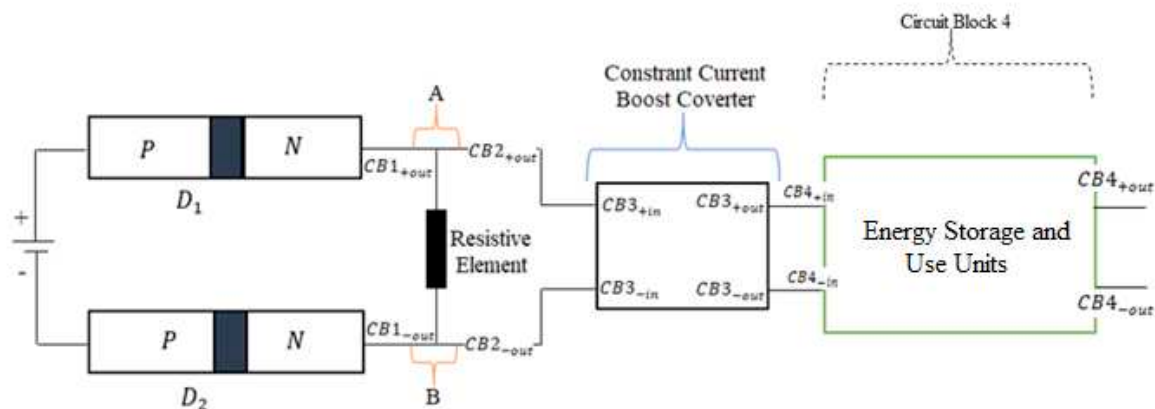 Circuit Block 4
Constrant Current
Boost Coverter
A
P
N
CB1+out
CB2+out
D1
+
-
Resistive
Element
CB3+in
CB3+out
CB4+in
CB3-in
CB3-out
CB4-in
Energy Storage and
Use Units
CB4+out
CB4-out
P
N
CB1-out
CB2-out
D2
B